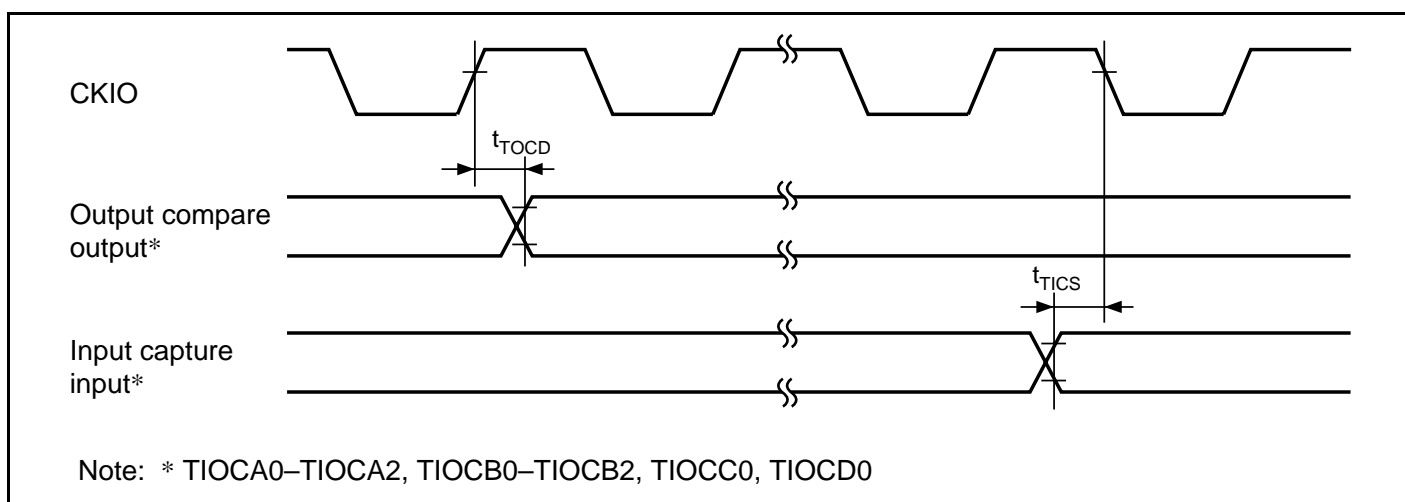 CKIO
tTOCD
Output compare
output*
tTICS
Input capture
input*
Note: * TIOCA0–TIOCA2, TIOCB0–TIOCB2, TIOCC0, TIOCD0